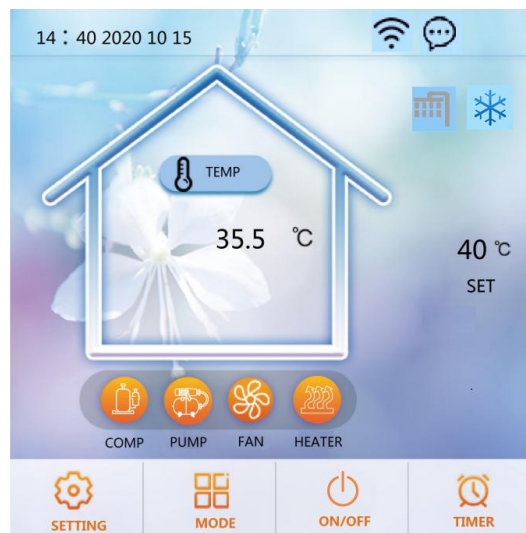 14：40 2020 10 15
TEMP
35.5 ℃
40 ℃
SET
COMP PUMP FAN HEATER
SETTING MODE ON/OFF TIMER